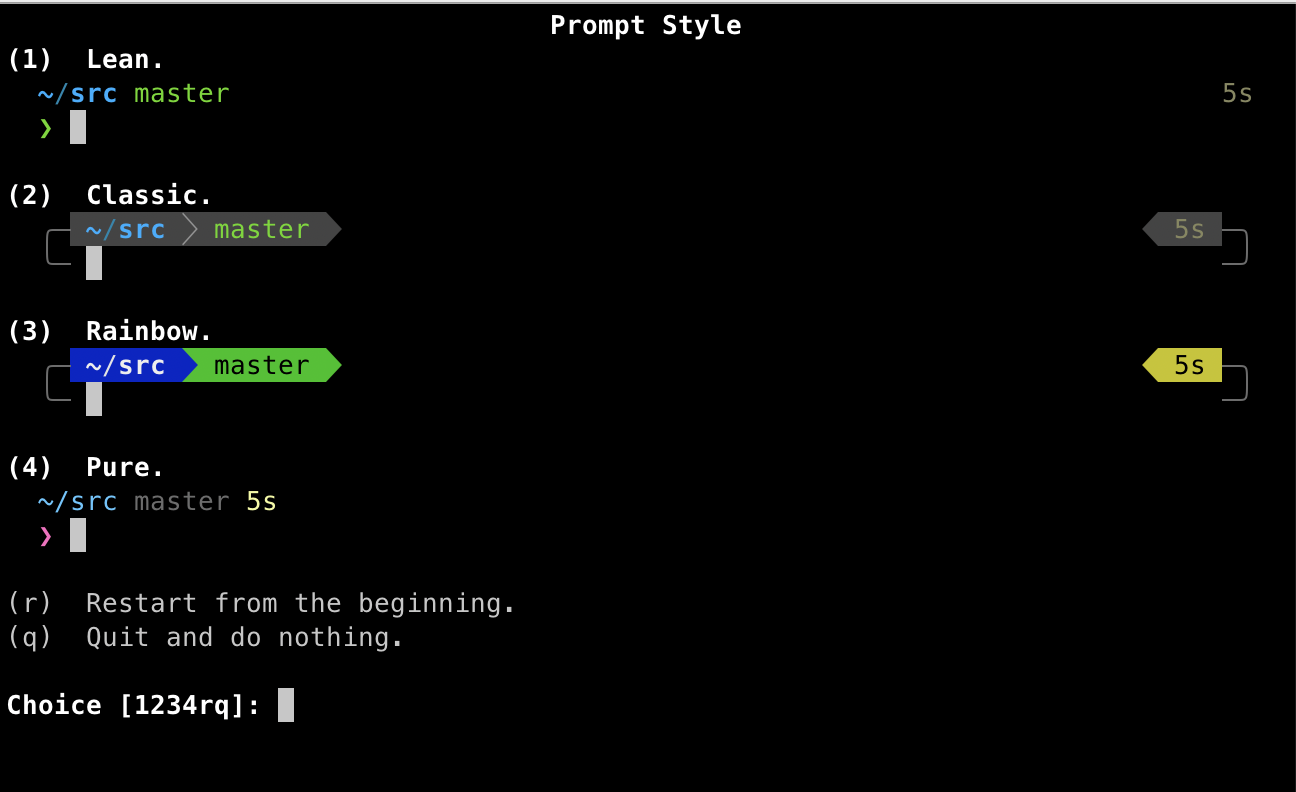 Prompt Style
(1)  Lean.
~/src master 5s
❯
(2)  Classic.
~/src master 5s
(3)  Rainbow.
~/src master 5s
(4)  Pure.
~/src master 5s
❯
(r)  Restart from the beginning.
(q)  Quit and do nothing.
Choice [1234rq]: